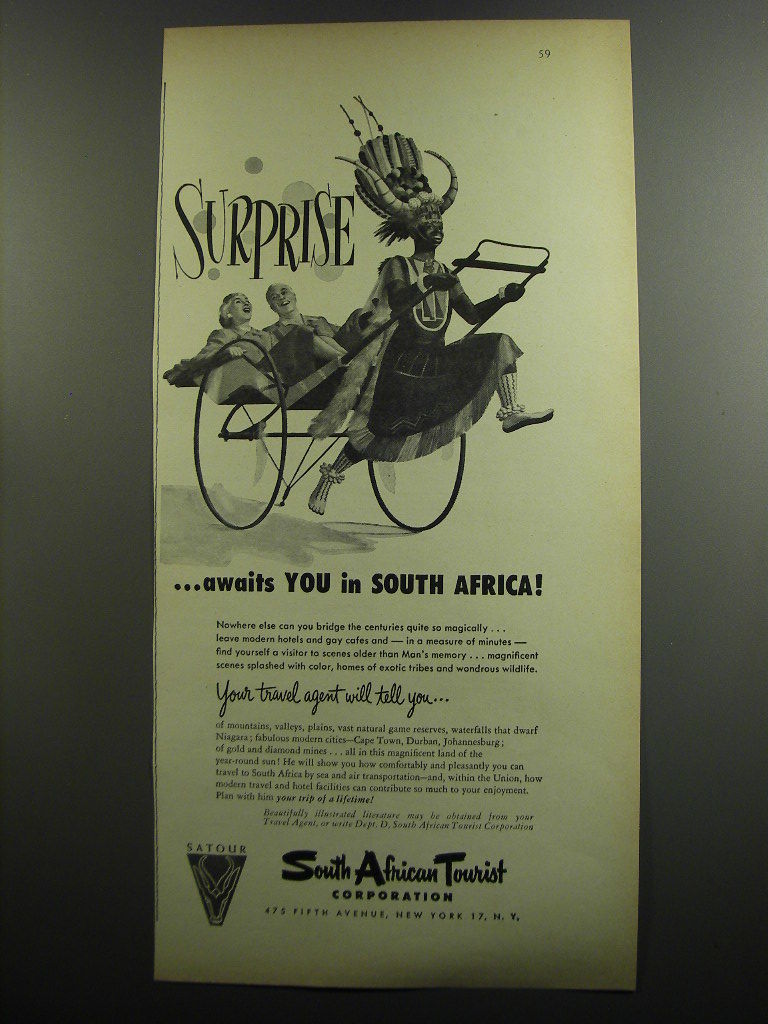 59
SURPRISE
...awaits YOU in SOUTH AFRICA!
Nowhere else can you bridge the centuries quite so magically . . .
leave modern hotels and gay cafes and — in a measure of minutes —
find yourself a visitor to scenes older than Man's memory . . . magnificent
scenes splashed with color, homes of exotic tribes and wondrous wildlife.
Your travel agent will tell you...
of mountains, valleys, plains, vast natural game reserves, waterfalls that dwarf
Niagara; fabulous modern cities—Cape Town, Durban, Johannesburg;
of gold and diamond mines . . . all in this magnificent land of the
year-round sun! He will show you how comfortably and pleasantly you can
travel to South Africa by sea and air transportation—and, within the Union, how
modern travel and hotel facilities can contribute so much to your enjoyment.
Plan with him your trip of a lifetime!
Beautifully illustrated literature may be obtained from your
Travel Agent, or write Dept. D, South African Tourist Corporation
SATOUR
South African Tourist
CORPORATION
475 FIFTH AVENUE, NEW YORK 17, N. Y.